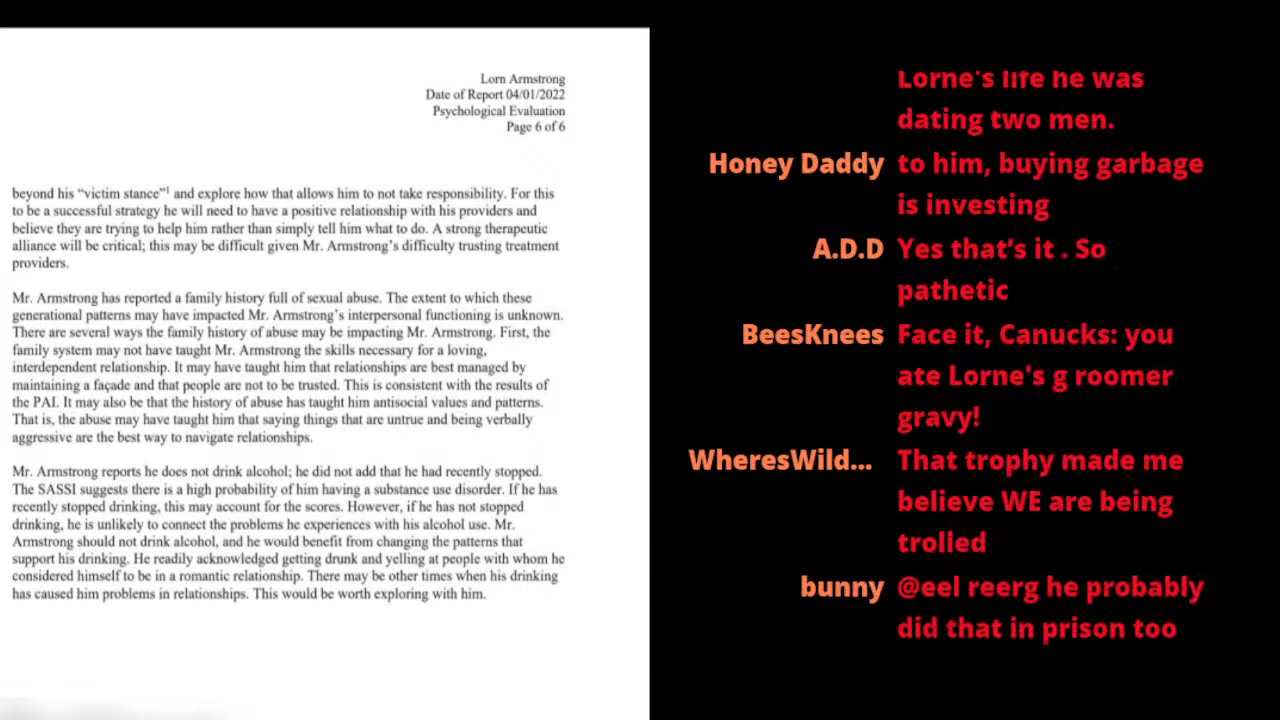 Lorn Armstrong
Date of Report 04/01/2022
Psychological Evaluation
Page 6 of 6
beyond his “victim stance”¹ and explore how that allows him to not take responsibility. For this
to be a successful strategy he will need to have a positive relationship with his providers and
believe they are trying to help him rather than simply tell him what to do. A strong therapeutic
alliance will be critical; this may be difficult given Mr. Armstrong’s difficulty trusting treatment
providers.
Mr. Armstrong has reported a family history full of sexual abuse. The extent to which these
generational patterns may have impacted Mr. Armstrong’s interpersonal functioning is unknown.
There are several ways the family history of abuse may be impacting Mr. Armstrong. First, the
family system may not have taught Mr. Armstrong the skills necessary for a loving,
interdependent relationship. It may have taught him that relationships are best managed by
maintaining a façade and that people are not to be trusted. This is consistent with the results of
the PAI. It may also be that the history of abuse has taught him antisocial values and patterns.
That is, the abuse may have taught him that saying things that are untrue and being verbally
aggressive are the best way to navigate relationships.
Mr. Armstrong reports he does not drink alcohol; he did not add that he had recently stopped.
The SASSI suggests there is a high probability of him having a substance use disorder. If he has
recently stopped drinking, this may account for the scores. However, if he has not stopped
drinking, he is unlikely to connect the problems he experiences with his alcohol use. Mr.
Armstrong should not drink alcohol, and he would benefit from changing the patterns that
support his drinking. He readily acknowledged getting drunk and yelling at people with whom he
considered himself to be in a romantic relationship. There may be other times when his drinking
has caused him problems in relationships. This would be worth exploring with him.
Lorne's life he was
dating two men.
Honey Daddy to him, buying garbage
is investing
A.D.D Yes that’s it . So
pathetic
BeesKnees Face it, Canucks: you
ate Lorne's g roomer
gravy!
WheresWild... That trophy made me
believe WE are being
trolled
bunny @eel reerg he probably
did that in prison too